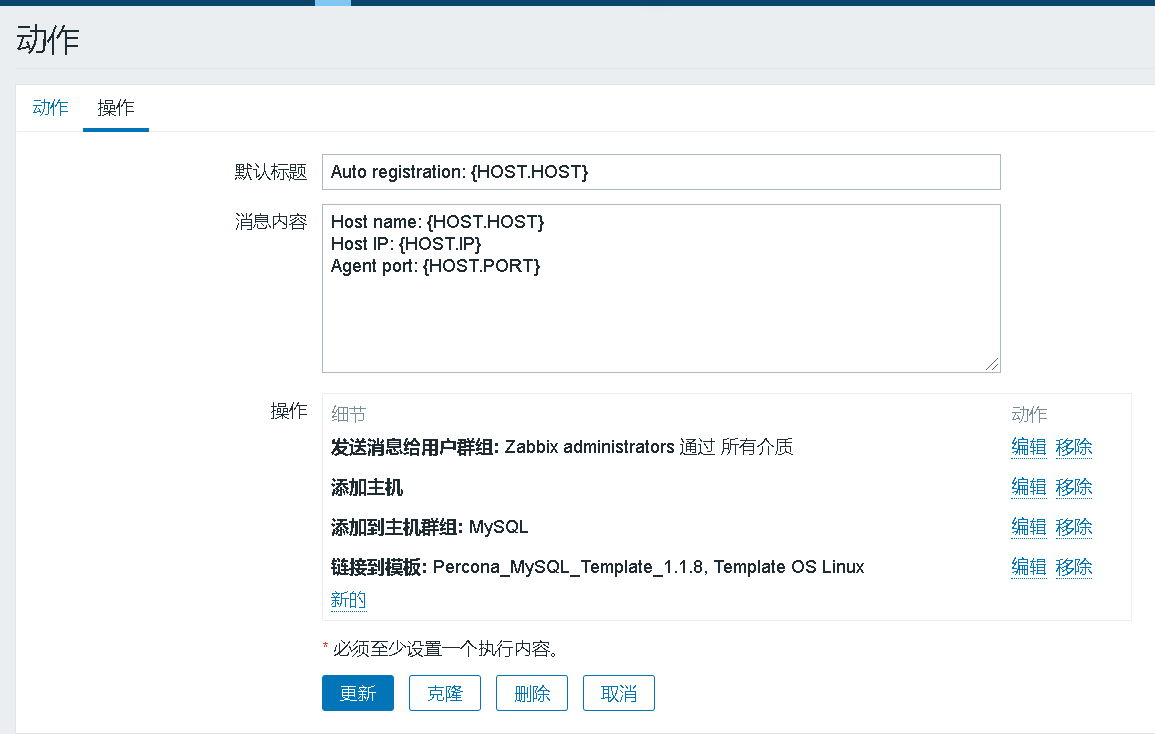 动作
动作 操作
默认标题 Auto registration: {HOST.HOST}
消息内容 Host name: {HOST.HOST}
Host IP: {HOST.IP}
Agent port: {HOST.PORT}
操作 细节 动作
发送消息给用户群组: Zabbix administrators 通过 所有介质 编辑 移除
添加主机 编辑 移除
添加到主机群组: MySQL 编辑 移除
链接到模板: Percona_MySQL_Template_1.1.8, Template OS Linux 编辑 移除
新的
* 必须至少设置一个执行内容。
更新 克隆 删除 取消